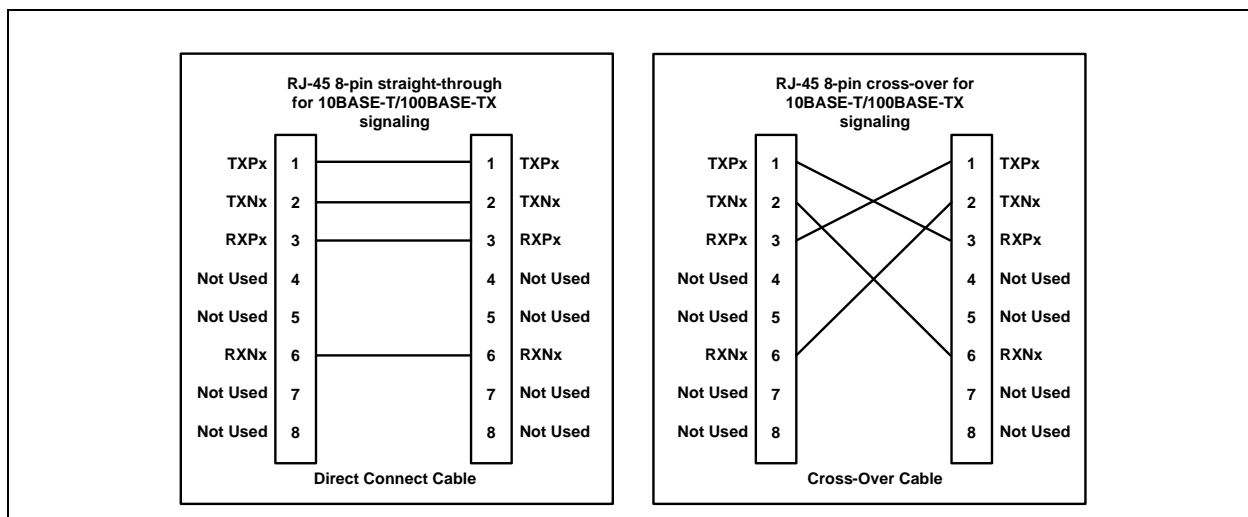 RJ-45 8-pin straight-through
for 10BASE-T/100BASE-TX
signaling
TXPx 1 1 TXPx
TXNx 2 2 TXNx
RXPx 3 3 RXPx
Not Used 4 4 Not Used
Not Used 5 5 Not Used
RXNx 6 6 RXNx
Not Used 7 7 Not Used
Not Used 8 8 Not Used
Direct Connect Cable
RJ-45 8-pin cross-over for
10BASE-T/100BASE-TX
signaling
TXPx 1 1 TXPx
TXNx 2 2 TXNx
RXPx 3 3 RXPx
Not Used 4 4 Not Used
Not Used 5 5 Not Used
RXNx 6 6 RXNx
Not Used 7 7 Not Used
Not Used 8 8 Not Used
Cross-Over Cable